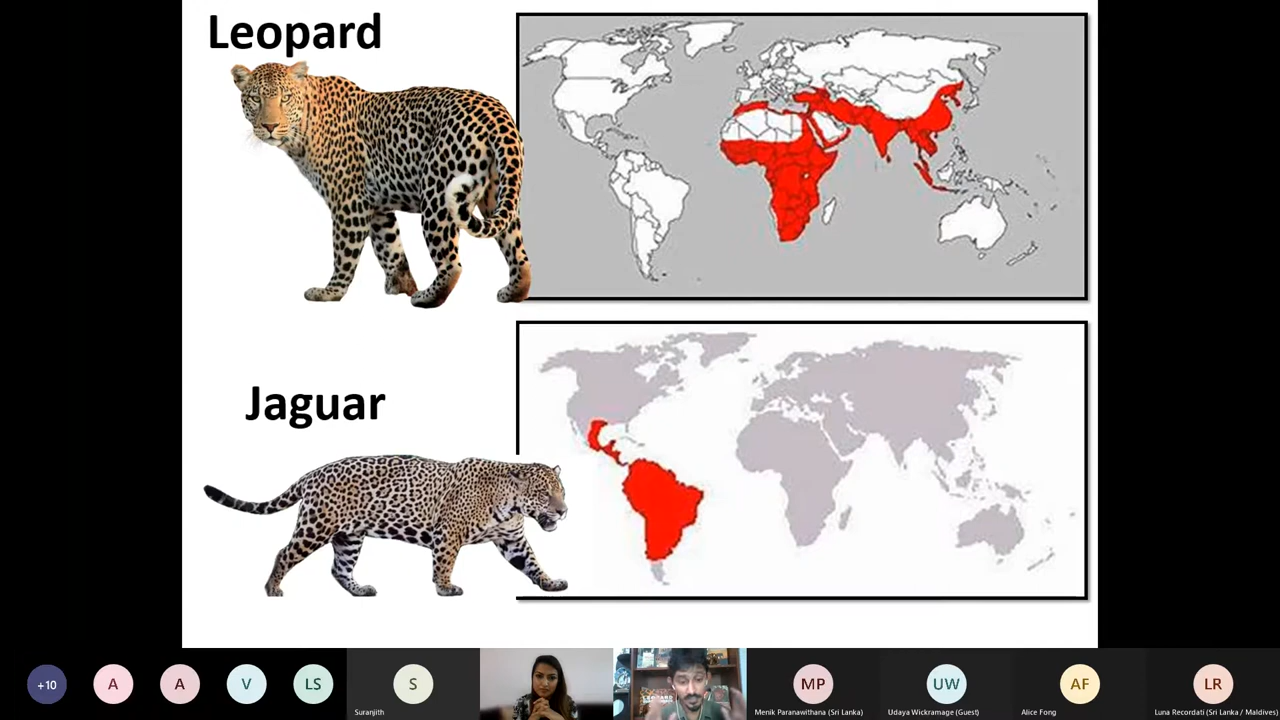 Leopard
Jaguar
+10
A
A
V
LS
S
Suranjith
LEOPARD
MP
Menik Paranawithana (Sri Lanka)
UW
Udaya Wickramage (Guest)
AF
Alice Fong
LR
Luna Recordati (Sri Lanka / Maldives)